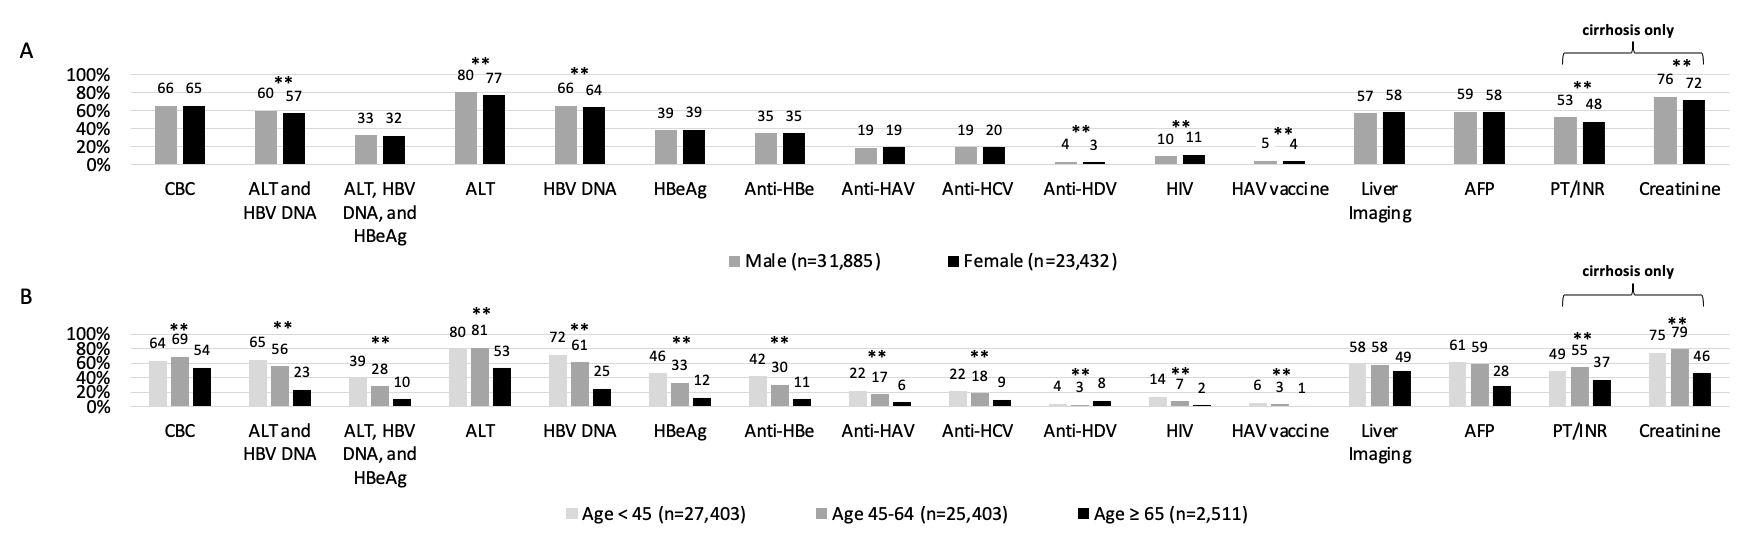 A
cirrhosis only
100%
80%
60%
40%
20%
0%
66 65 ** 60 57 33 32 ** 80 77 ** 66 64 39 39 35 35 19 19 19 20 ** 4 3 ** 10 11 ** 5 4 57 58 59 58 ** 53 48 ** 76 72
CBC ALT and HBV DNA ALT, HBV DNA, and HBeAg ALT HBV DNA HBeAg Anti-HBe Anti-HAV Anti-HCV Anti-HDV HIV HAV vaccine Liver Imaging AFP PT/INR Creatinine
Male (n=31,885) Female (n=23,432)
B
cirrhosis only
100%
80%
60%
40%
20%
0%
** 64 69 54 ** 65 56 23 ** 39 28 10 ** 80 81 53 ** 72 61 25 ** 46 33 12 ** 42 30 11 ** 22 17 6 ** 22 18 9 ** 4 3 8 ** 14 7 2 ** 6 3 1 58 58 49 61 59 28 ** 49 55 37 ** 75 79 46
CBC ALT and HBV DNA ALT, HBV DNA, and HBeAg ALT HBV DNA HBeAg Anti-HBe Anti-HAV Anti-HCV Anti-HDV HIV HAV vaccine Liver Imaging AFP PT/INR Creatinine
Age < 45 (n=27,403) Age 45-64 (n=25,403) Age ≥ 65 (n=2,511)